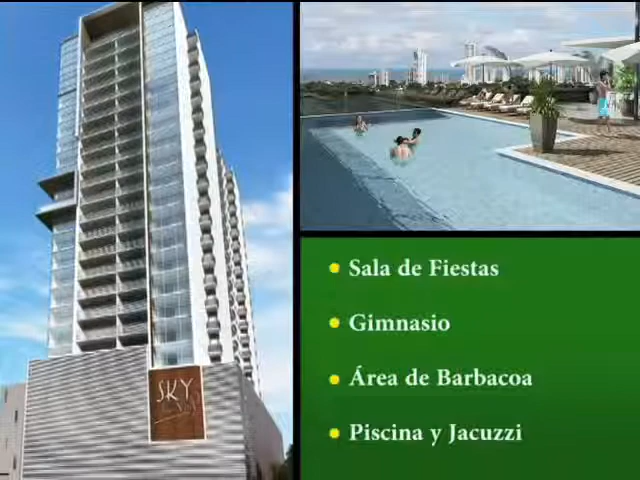 SKY
Sala de Fiestas
Gimnasio
Área de Barbacoa
Piscina y Jacuzzi